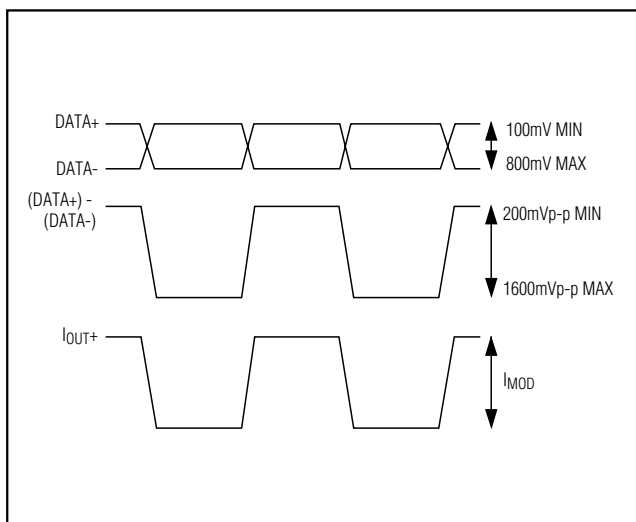 DATA+
100mV MIN
DATA-
800mV MAX
(DATA+) -
(DATA-)
200mVp-p MIN
1600mVp-p MAX
IOUT+
IMOD